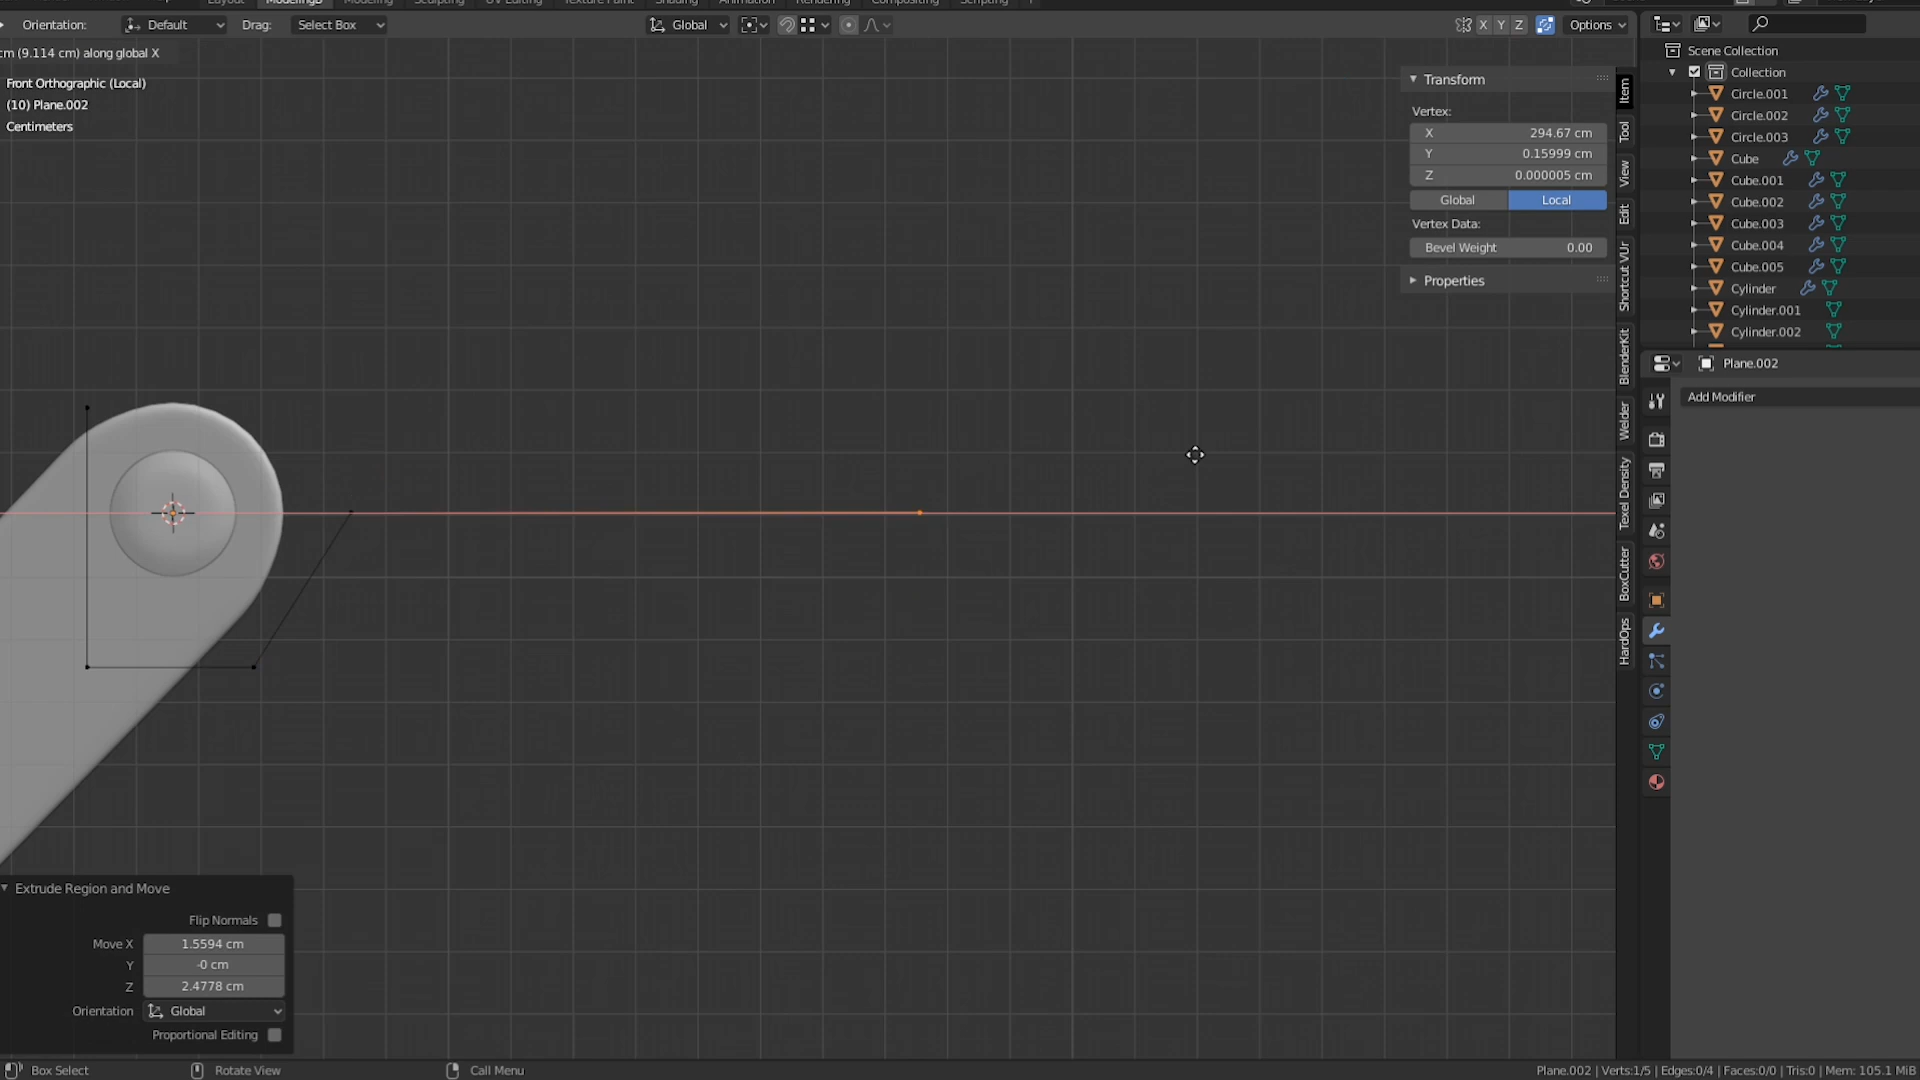 Orientation: Default Drag: Select Box Global X Y Z Options
cm (9.114 cm) along global X
Front Orthographic (Local)
(10) Plane.002
Centimeters
Transform
Vertex:
X 294.67 cm
Y 0.15999 cm
Z 0.000005 cm
Global Local
Vertex Data:
Bevel Weight 0.00
Properties
Item
Tool
View
Edit
Shortcut VUr
BlenderKit
Welder
Texel Density
BoxCutter
HardOps
Scene Collection
Collection
Circle.001
Circle.002
Circle.003
Cube
Cube.001
Cube.002
Cube.003
Cube.004
Cube.005
Cylinder
Cylinder.001
Cylinder.002
Plane.002
Add Modifier
Extrude Region and Move
Flip Normals
Move X 1.5594 cm
Y -0 cm
Z 2.4778 cm
Orientation Global
Proportional Editing
Box Select Rotate View Call Menu
Plane.002 | Verts:1/5 | Edges:0/4 | Faces:0/0 | Tris:0 | Mem: 105.1 MiB